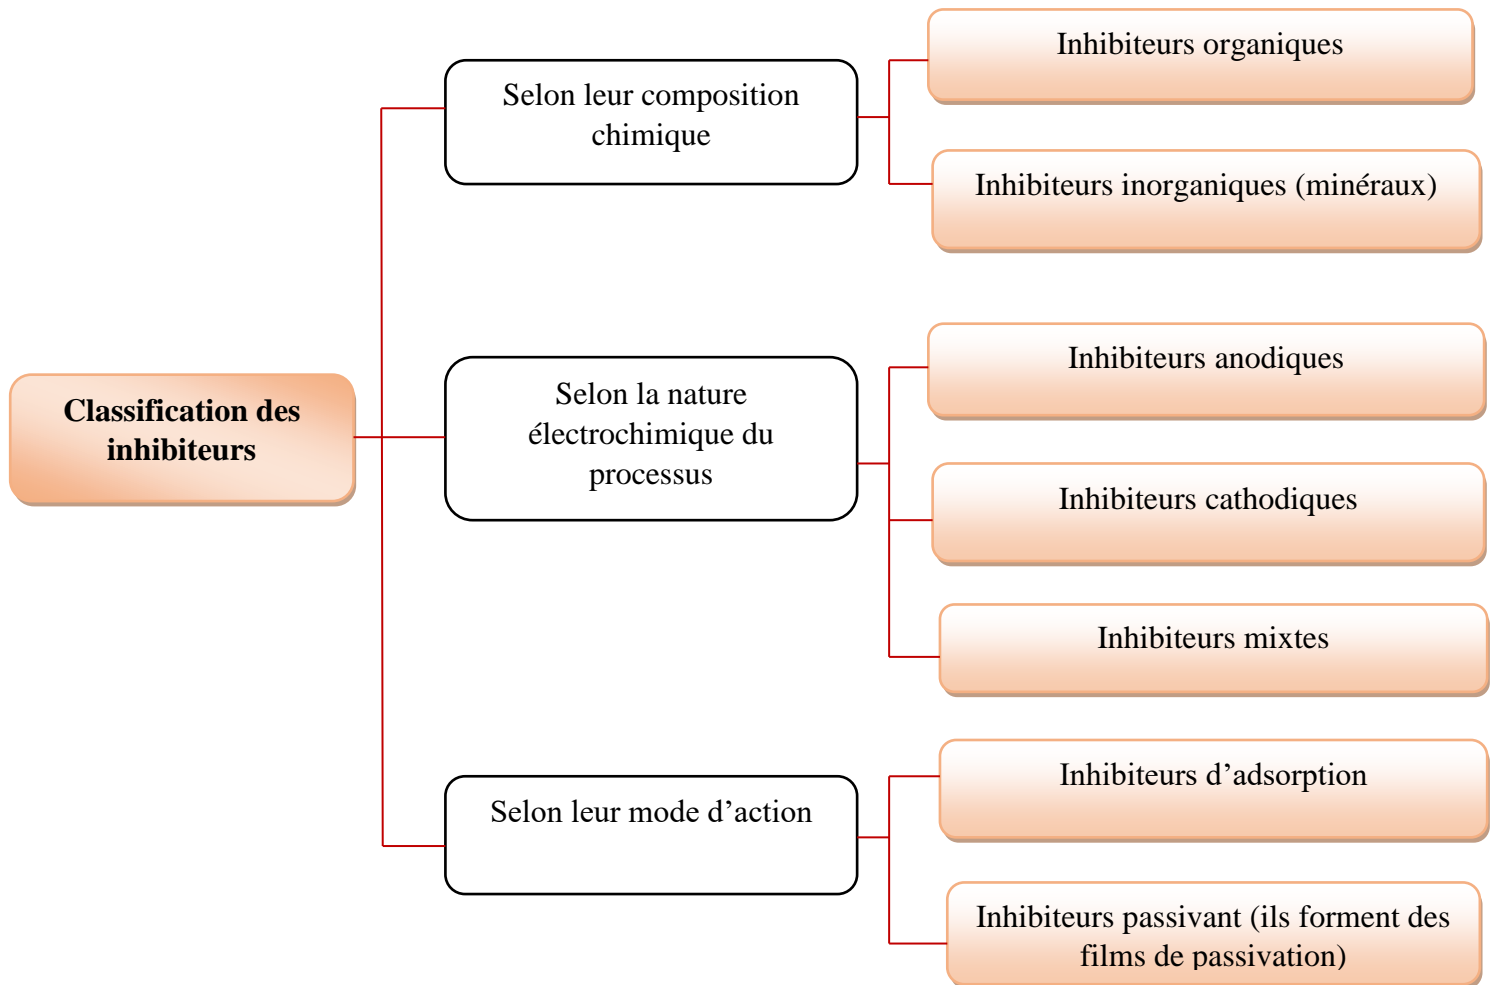 Classification des
inhibiteurs
Selon leur composition
chimique
Inhibiteurs organiques
Inhibiteurs inorganiques (minéraux)
Selon la nature
électrochimique du
processus
Inhibiteurs anodiques
Inhibiteurs cathodiques
Inhibiteurs mixtes
Selon leur mode d’action
Inhibiteurs d’adsorption
Inhibiteurs passivant (ils forment des
films de passivation)